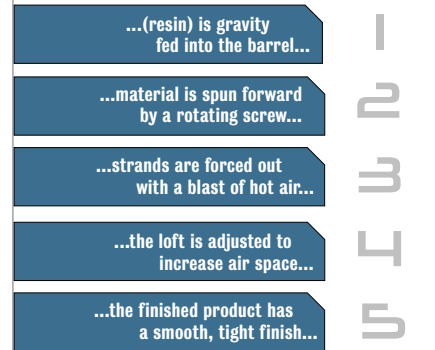 ...(resin) is gravity
fed into the barrel...
1
...material is spun forward
by a rotating screw...
2
...strands are forced out
with a blast of hot air...
3
...the loft is adjusted to
increase air space...
4
...the finished product has
a smooth, tight finish...
5